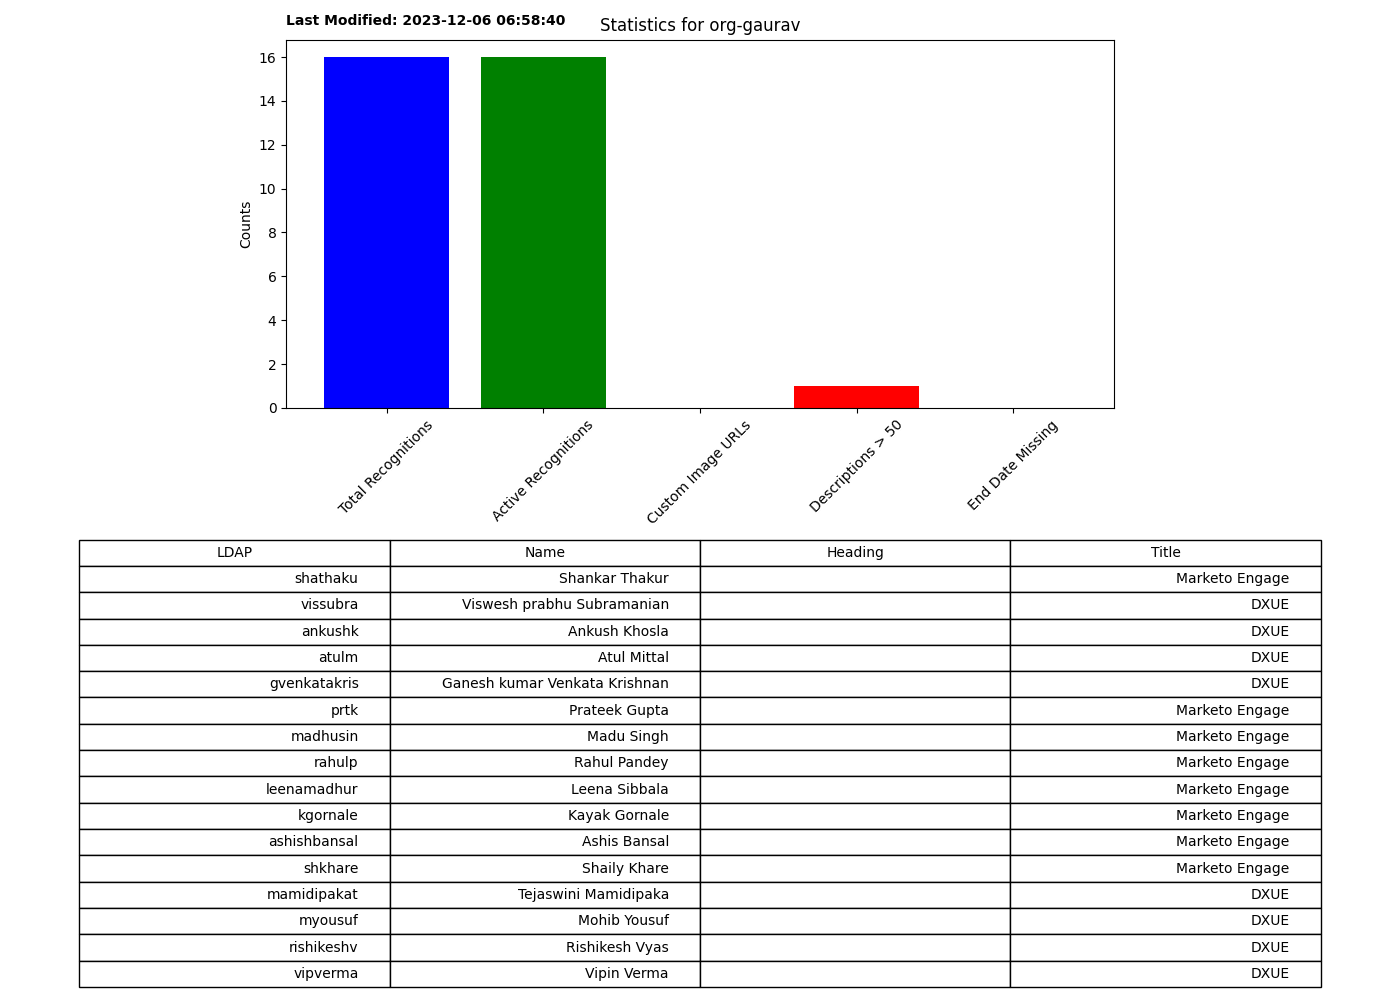 Last Modified: 2023-12-06 06:58:40
Statistics for org-gaurav
Counts
16
14
12
10
8
6
4
2
0
Total Recognitions
Active Recognitions
Custom Image URLs
Descriptions > 50
End Date Missing
LDAP Name Heading Title
shathaku Shankar Thakur Marketo Engage
vissubra Viswesh prabhu Subramanian DXUE
ankushk Ankush Khosla DXUE
atulm Atul Mittal DXUE
gvenkatakris Ganesh kumar Venkata Krishnan DXUE
prtk Prateek Gupta Marketo Engage
madhusin Madu Singh Marketo Engage
rahulp Rahul Pandey Marketo Engage
leenamadhur Leena Sibbala Marketo Engage
kgornale Kayak Gornale Marketo Engage
ashishbansal Ashis Bansal Marketo Engage
shkhare Shaily Khare Marketo Engage
mamidipakat Tejaswini Mamidipaka DXUE
myousuf Mohib Yousuf DXUE
rishikeshv Rishikesh Vyas DXUE
vipverma Vipin Verma DXUE